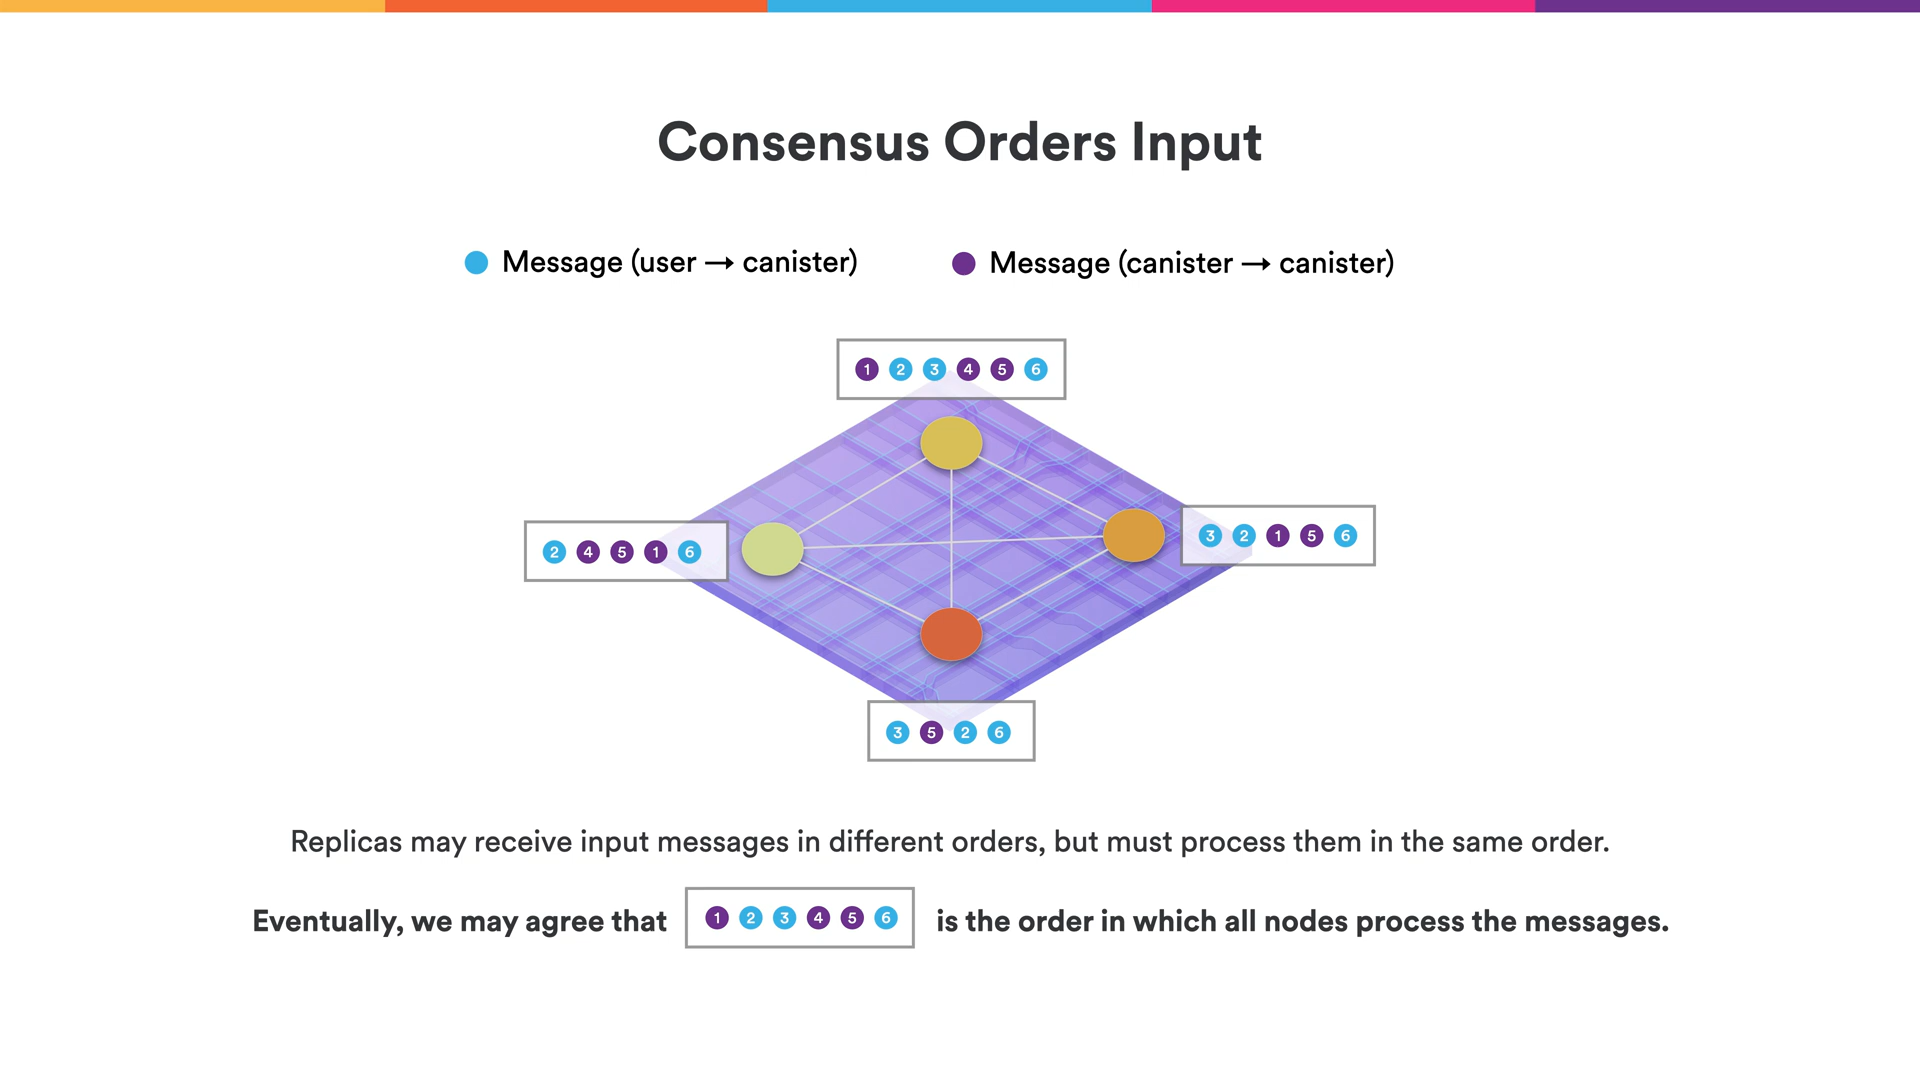 Consensus Orders Input
Message (user → canister)
Message (canister → canister)
1 2 3 4 5 6
2 4 5 1 6
3 2 1 5 6
3 5 2 6
Replicas may receive input messages in different orders, but must process them in the same order.
Eventually, we may agree that 1 2 3 4 5 6 is the order in which all nodes process the messages.